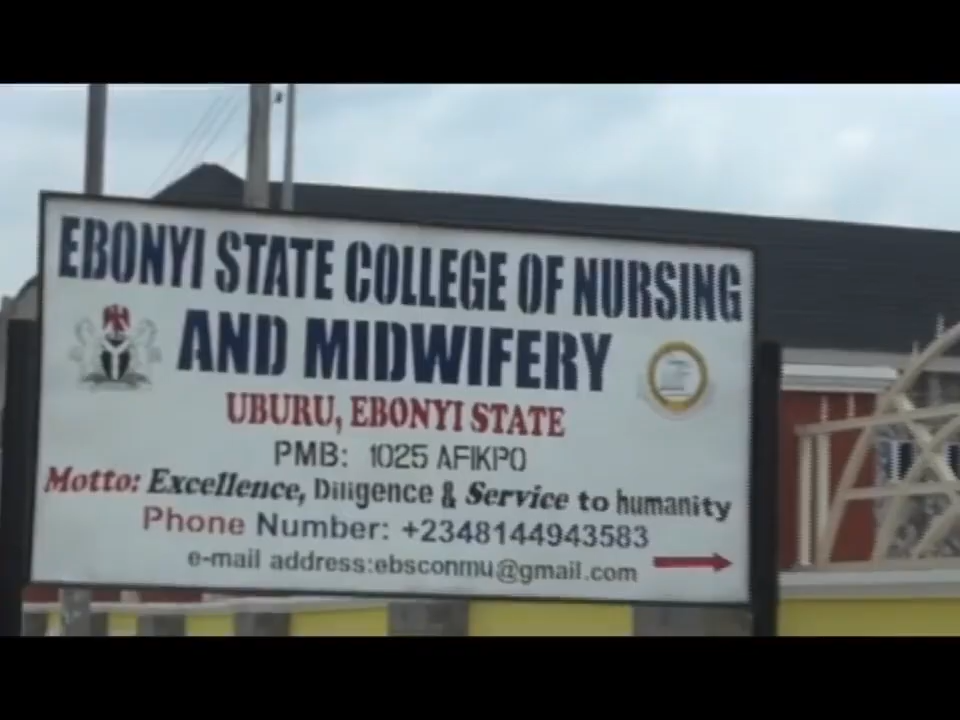 EBONYI STATE COLLEGE OF NURSING
AND MIDWIFERY
UBURU, EBONYI STATE
PMB: 1025 AFIKPO
Motto: Excellence, Diligence & Service to humanity
Phone Number: +2348144943583
e-mail address:ebsconmu@gmail.com